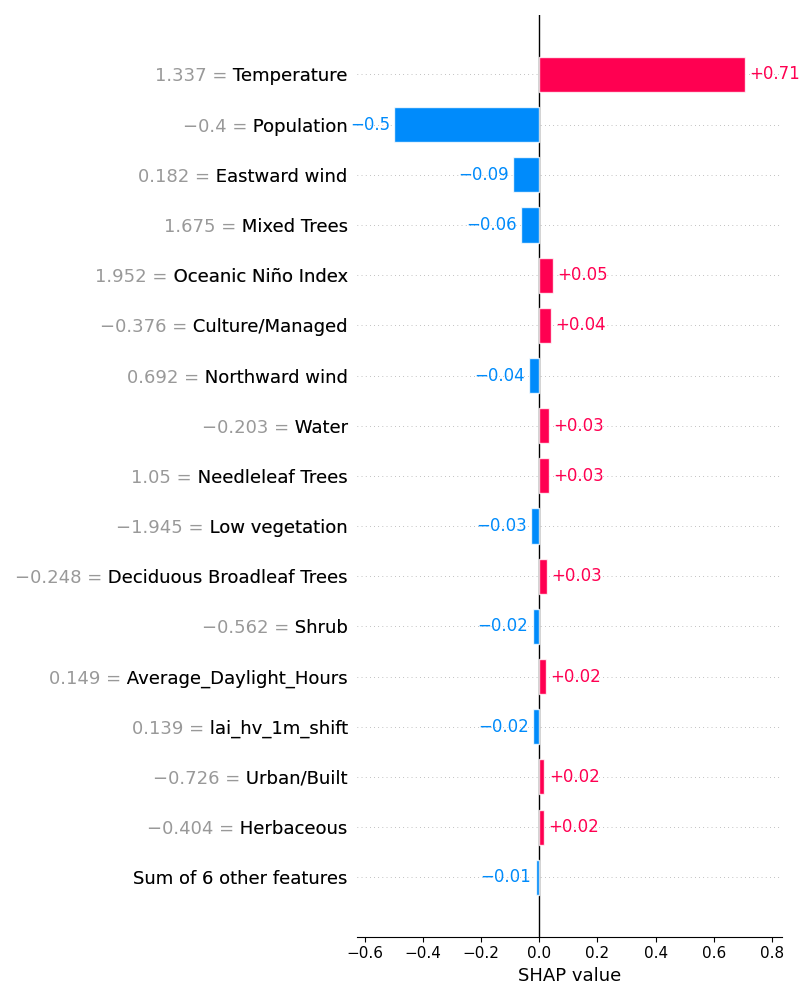 1.337 = Temperature +0.71
−0.4 = Population −0.5
0.182 = Eastward wind −0.09
1.675 = Mixed Trees −0.06
1.952 = Oceanic Niño Index +0.05
−0.376 = Culture/Managed +0.04
0.692 = Northward wind −0.04
−0.203 = Water +0.03
1.05 = Needleleaf Trees +0.03
−1.945 = Low vegetation −0.03
−0.248 = Deciduous Broadleaf Trees +0.03
−0.562 = Shrub −0.02
0.149 = Average_Daylight_Hours +0.02
0.139 = lai_hv_1m_shift −0.02
−0.726 = Urban/Built +0.02
−0.404 = Herbaceous +0.02
Sum of 6 other features −0.01
−0.6 −0.4 −0.2 0.0 0.2 0.4 0.6 0.8
SHAP value